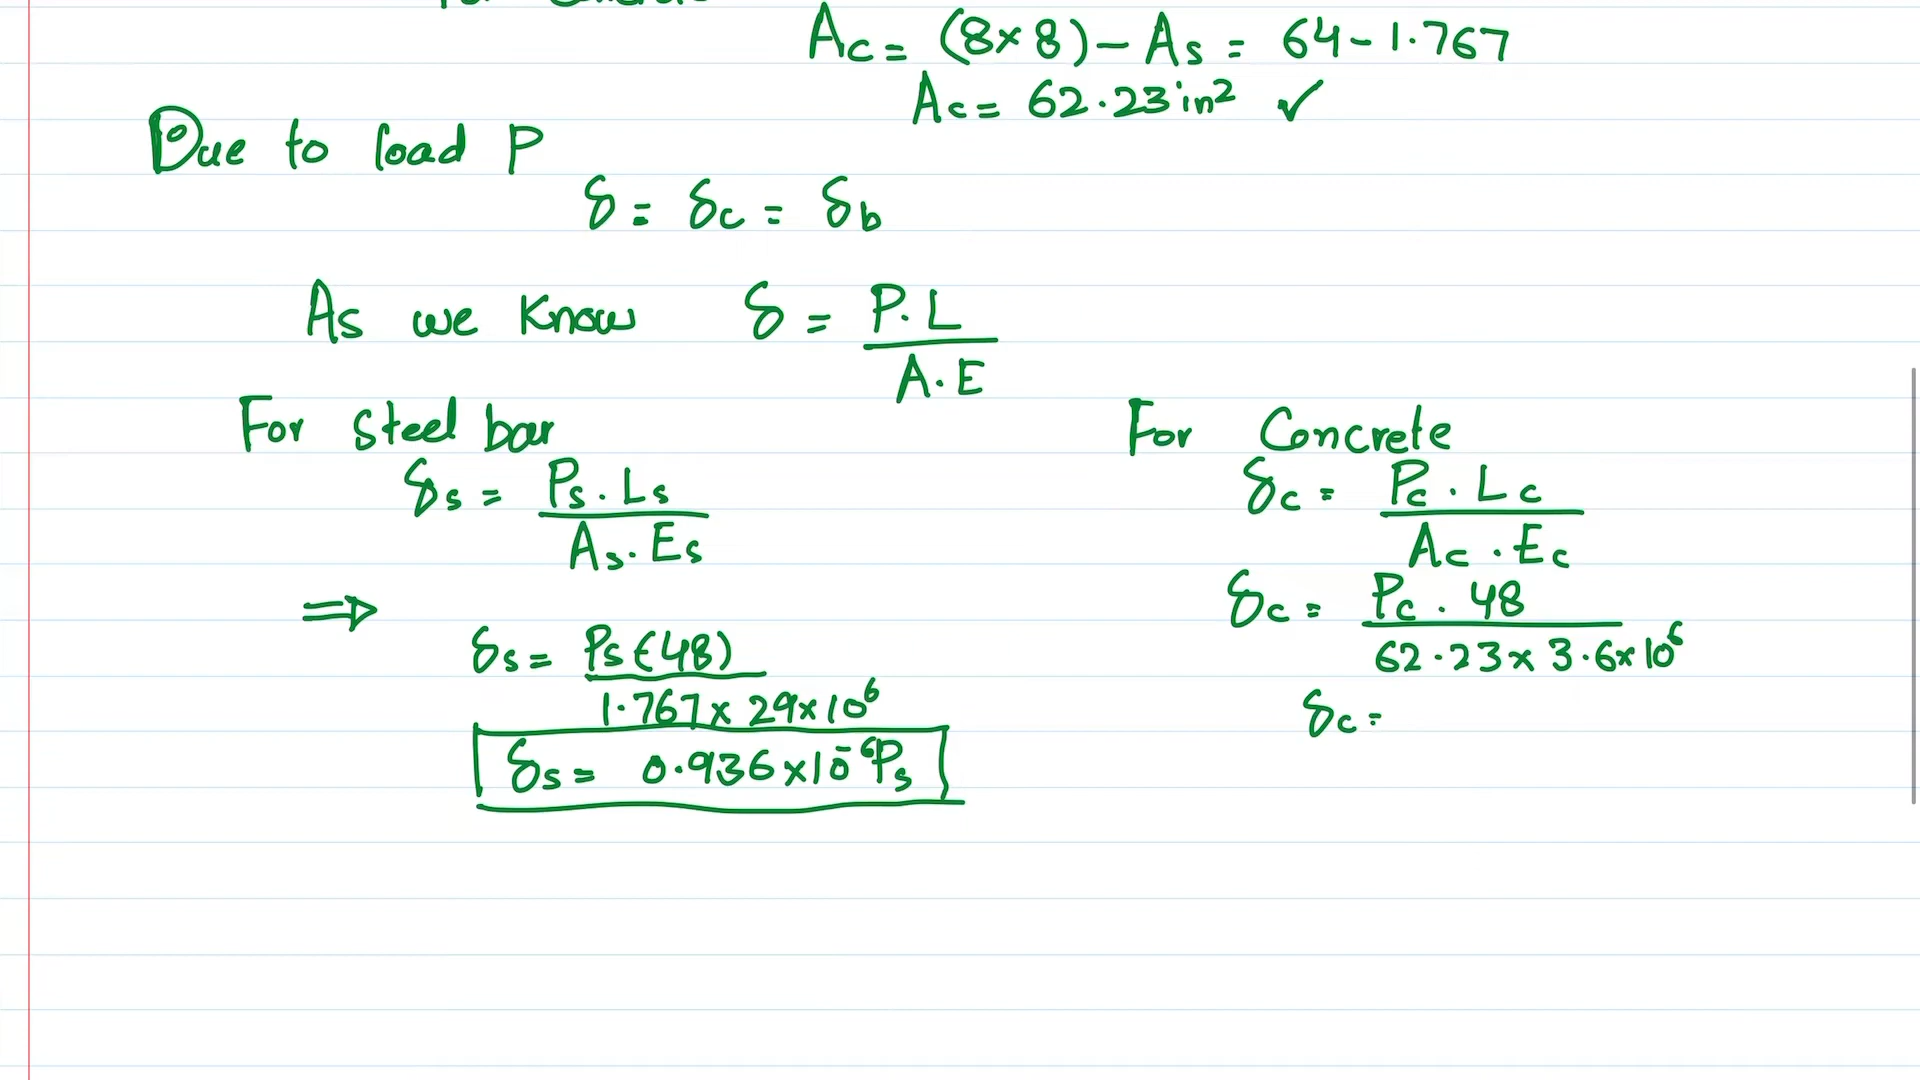 For Concrete
Ac = (8×8) - As = 64 - 1.767
Ac = 62.23 in² ✓
Due to load P
δ = δc = δb
As we know δ = P.L / A.E
For steel bar
δs = Ps . Ls / As. Es
⇒
δs = Ps (48) / 1.767 × 29×10⁶
δs = 0.936 ×10⁻⁶ Ps
For Concrete
δc = Pc . Lc / Ac . Ec
δc = Pc . 48 / 62.23 × 3.6×10⁶
δc =